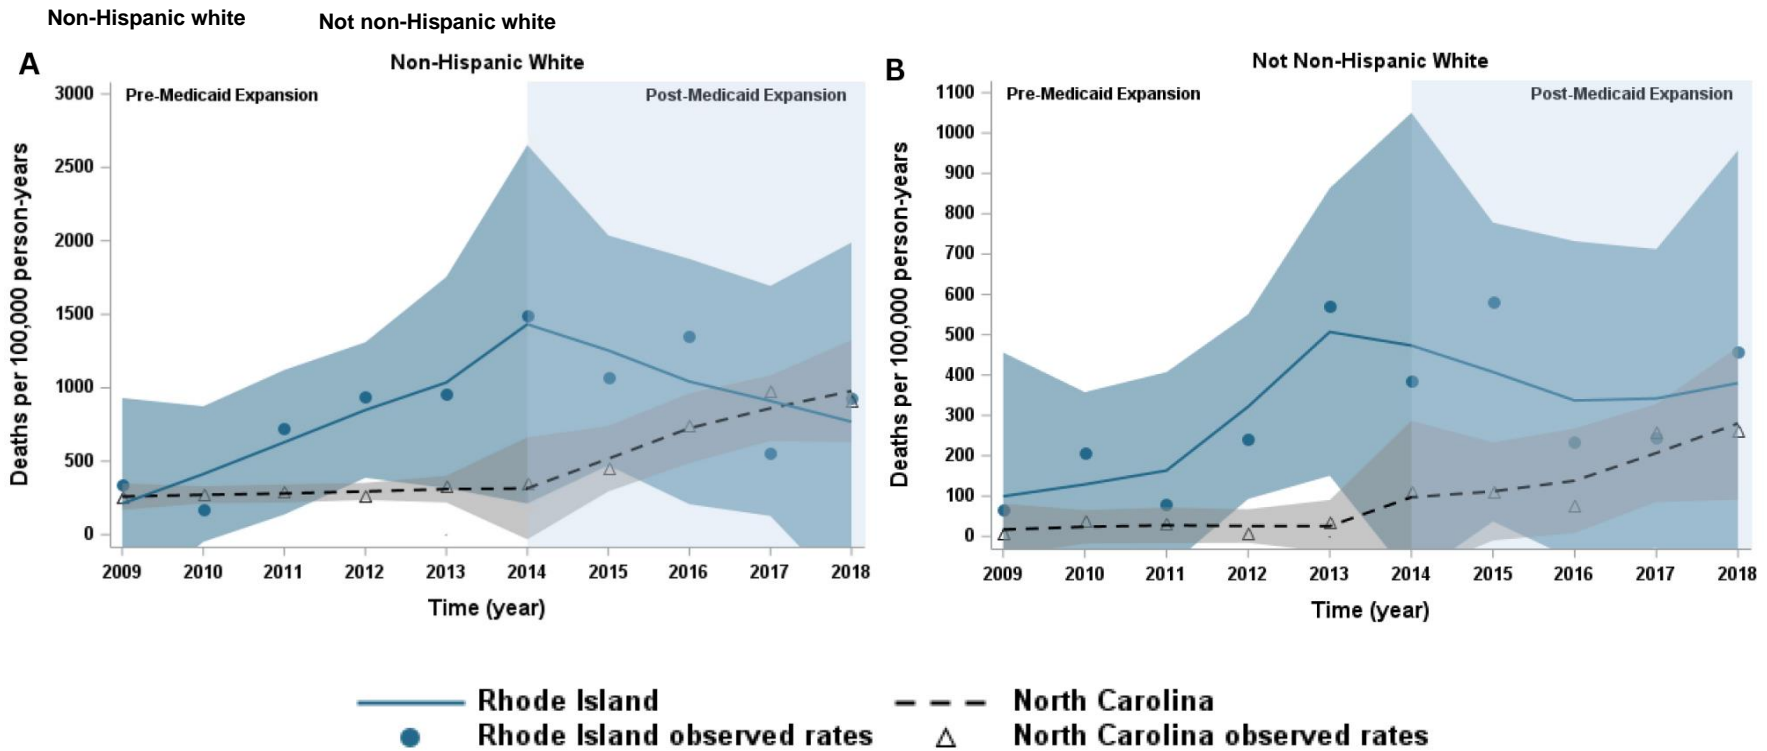 Non-Hispanic white Not non-Hispanic white
A
Non-Hispanic White
Pre-Medicaid Expansion Post-Medicaid Expansion
Deaths per 100,000 person-years
3000
2500
2000
1500
1000
500
0
2009 2010 2011 2012 2013 2014 2015 2016 2017 2018
Time (year)
B
Not Non-Hispanic White
Pre-Medicaid Expansion Post-Medicaid Expansion
Deaths per 100,000 person-years
1100
1000
900
800
700
600
500
400
300
200
100
0
2009 2010 2011 2012 2013 2014 2015 2016 2017 2018
Time (year)
Rhode Island North Carolina
Rhode Island observed rates North Carolina observed rates